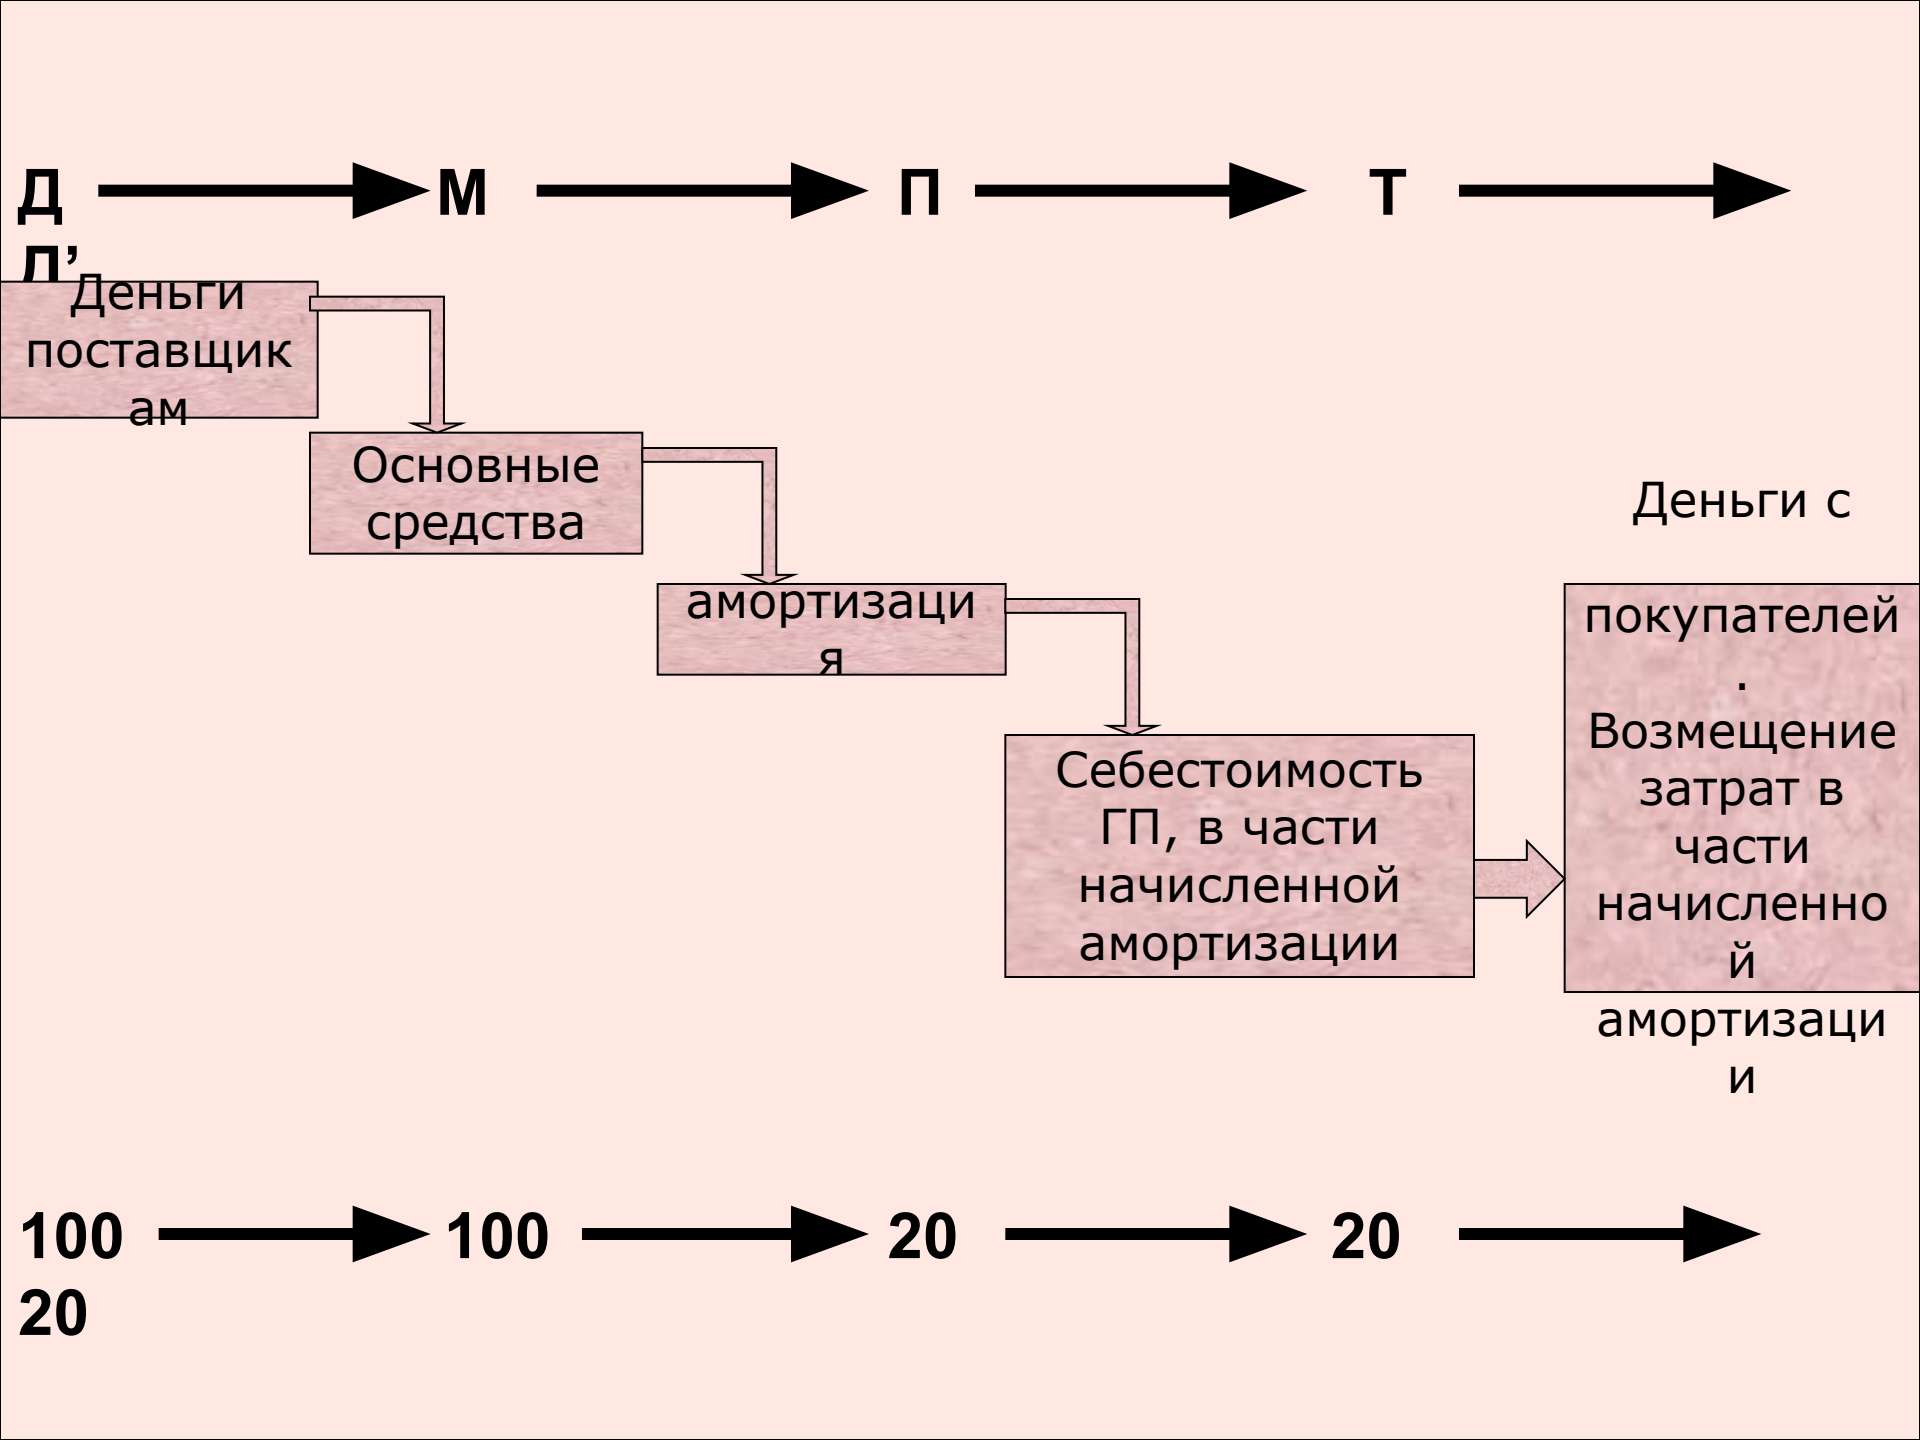 Д М П Т
Д’
Деньги
поставщик
ам
Основные
средства
амортизаци
я
Себестоимость
ГП, в части
начисленной
амортизации
Деньги с
покупателей
.
Возмещение
затрат в
части
начисленно
й
амортизаци
и
100 100 20 20
20